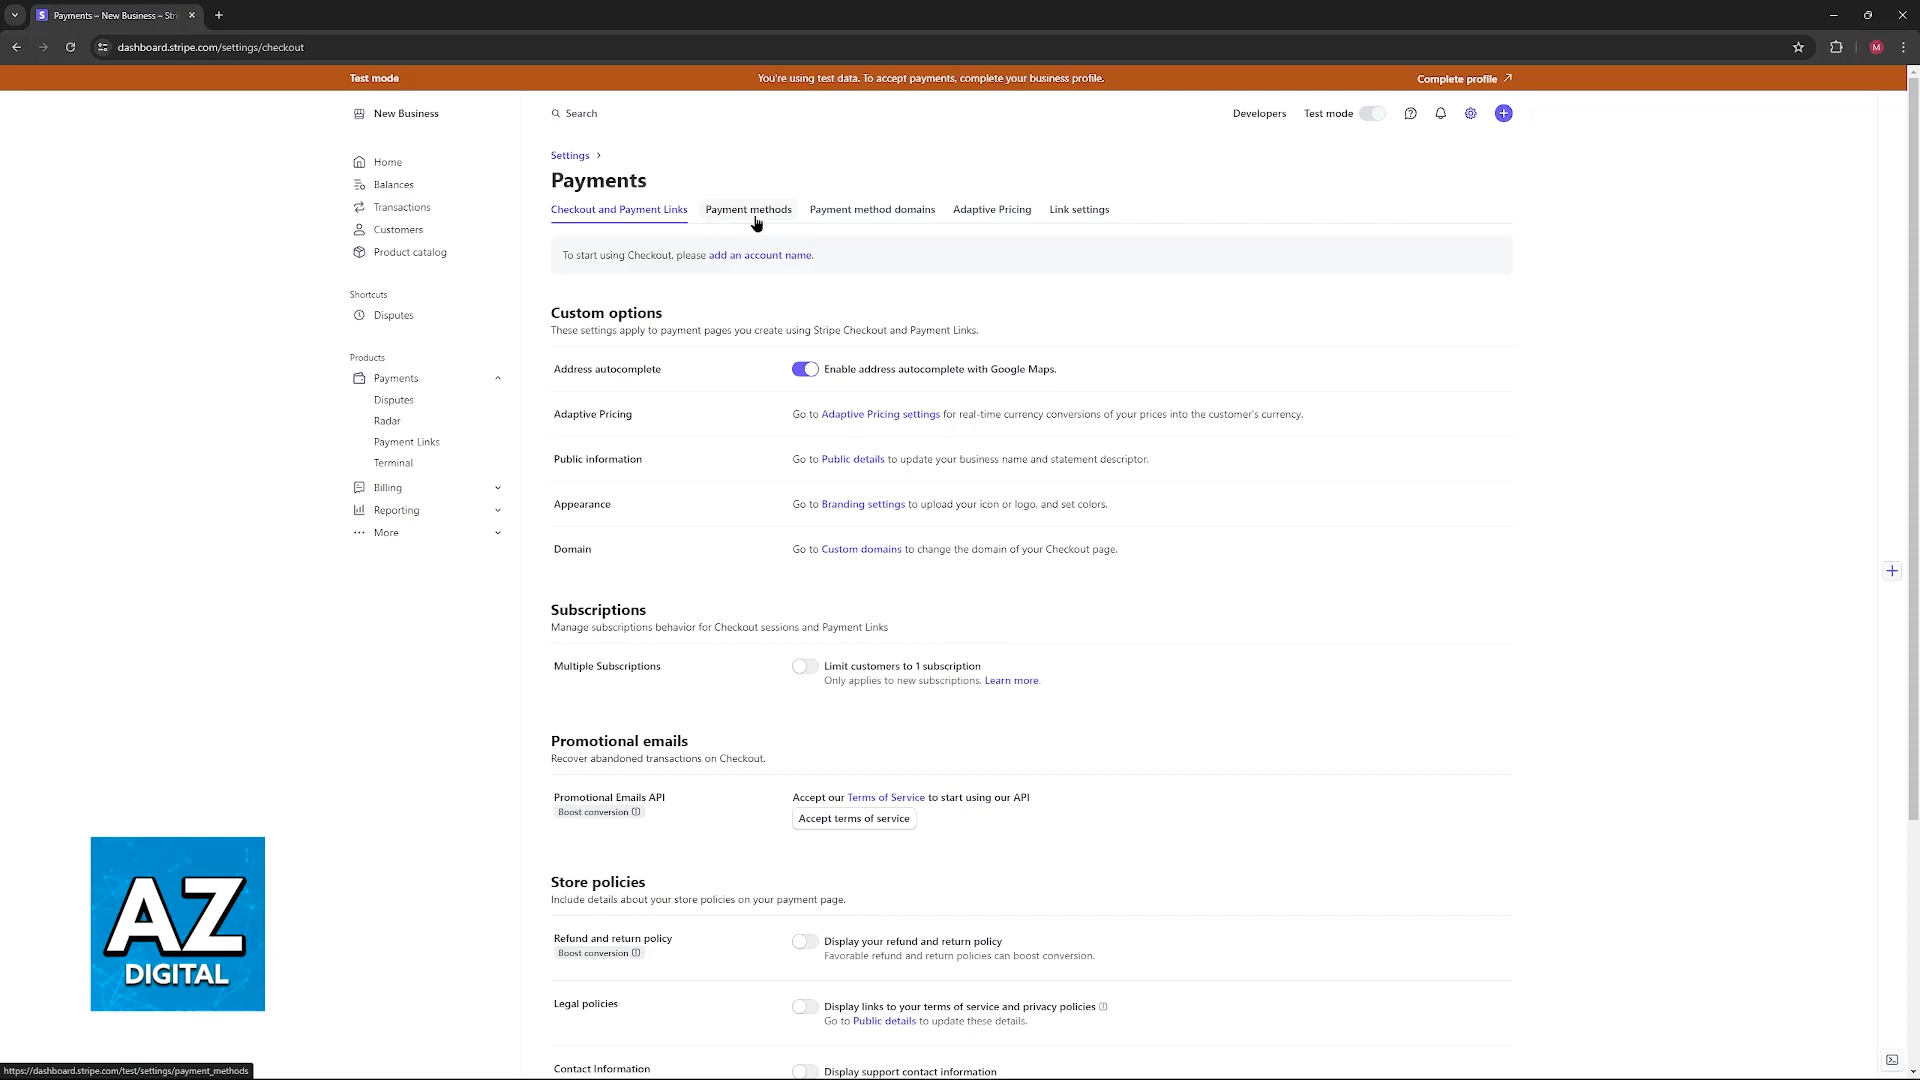 Payments – New Business – Stri
dashboard.stripe.com/settings/checkout
M
Test mode
You're using test data. To accept payments, complete your business profile.
Complete profile
New Business
Search
Developers
Test mode
Home
Balances
Transactions
Customers
Product catalog
Shortcuts
Disputes
Products
Payments
Disputes
Radar
Payment Links
Terminal
Billing
Reporting
More
Settings
Payments
Checkout and Payment Links
Payment methods
Payment method domains
Adaptive Pricing
Link settings
To start using Checkout, please add an account name.
Custom options
These settings apply to payment pages you create using Stripe Checkout and Payment Links.
Address autocomplete
Enable address autocomplete with Google Maps.
Adaptive Pricing
Go to Adaptive Pricing settings for real-time currency conversions of your prices into the customer's currency.
Public information
Go to Public details to update your business name and statement descriptor.
Appearance
Go to Branding settings to upload your icon or logo, and set colors.
Domain
Go to Custom domains to change the domain of your Checkout page.
Subscriptions
Manage subscriptions behavior for Checkout sessions and Payment Links
Multiple Subscriptions
Limit customers to 1 subscription
Only applies to new subscriptions. Learn more.
Promotional emails
Recover abandoned transactions on Checkout.
Promotional Emails API
Boost conversion
Accept our Terms of Service to start using our API
Accept terms of service
Store policies
Include details about your store policies on your payment page.
Refund and return policy
Boost conversion
Display your refund and return policy
Favorable refund and return policies can boost conversion.
Legal policies
Display links to your terms of service and privacy policies
Go to Public details to update these details.
Contact Information
Display support contact information
AZ
DIGITAL
https://dashboard.stripe.com/test/settings/payment_methods